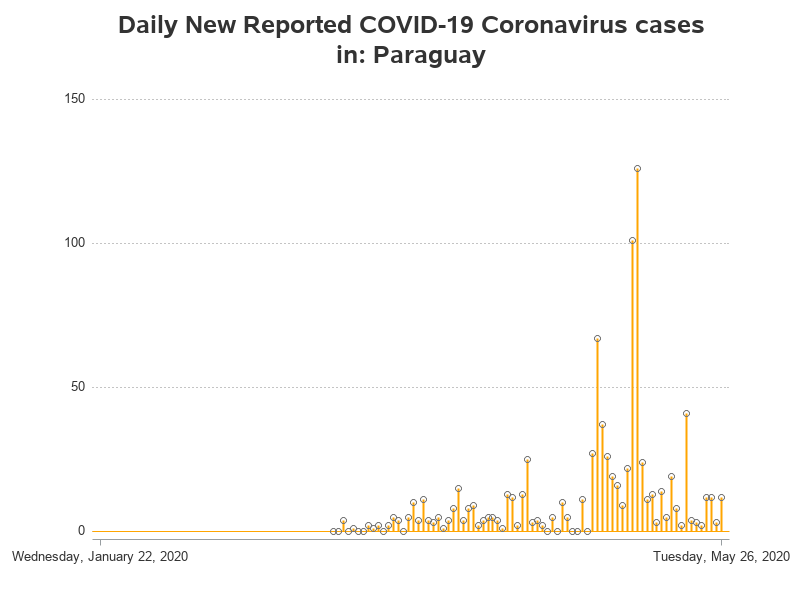 Daily New Reported COVID-19 Coronavirus cases
in: Paraguay
150
100
50
0
Wednesday, January 22, 2020
Tuesday, May 26, 2020